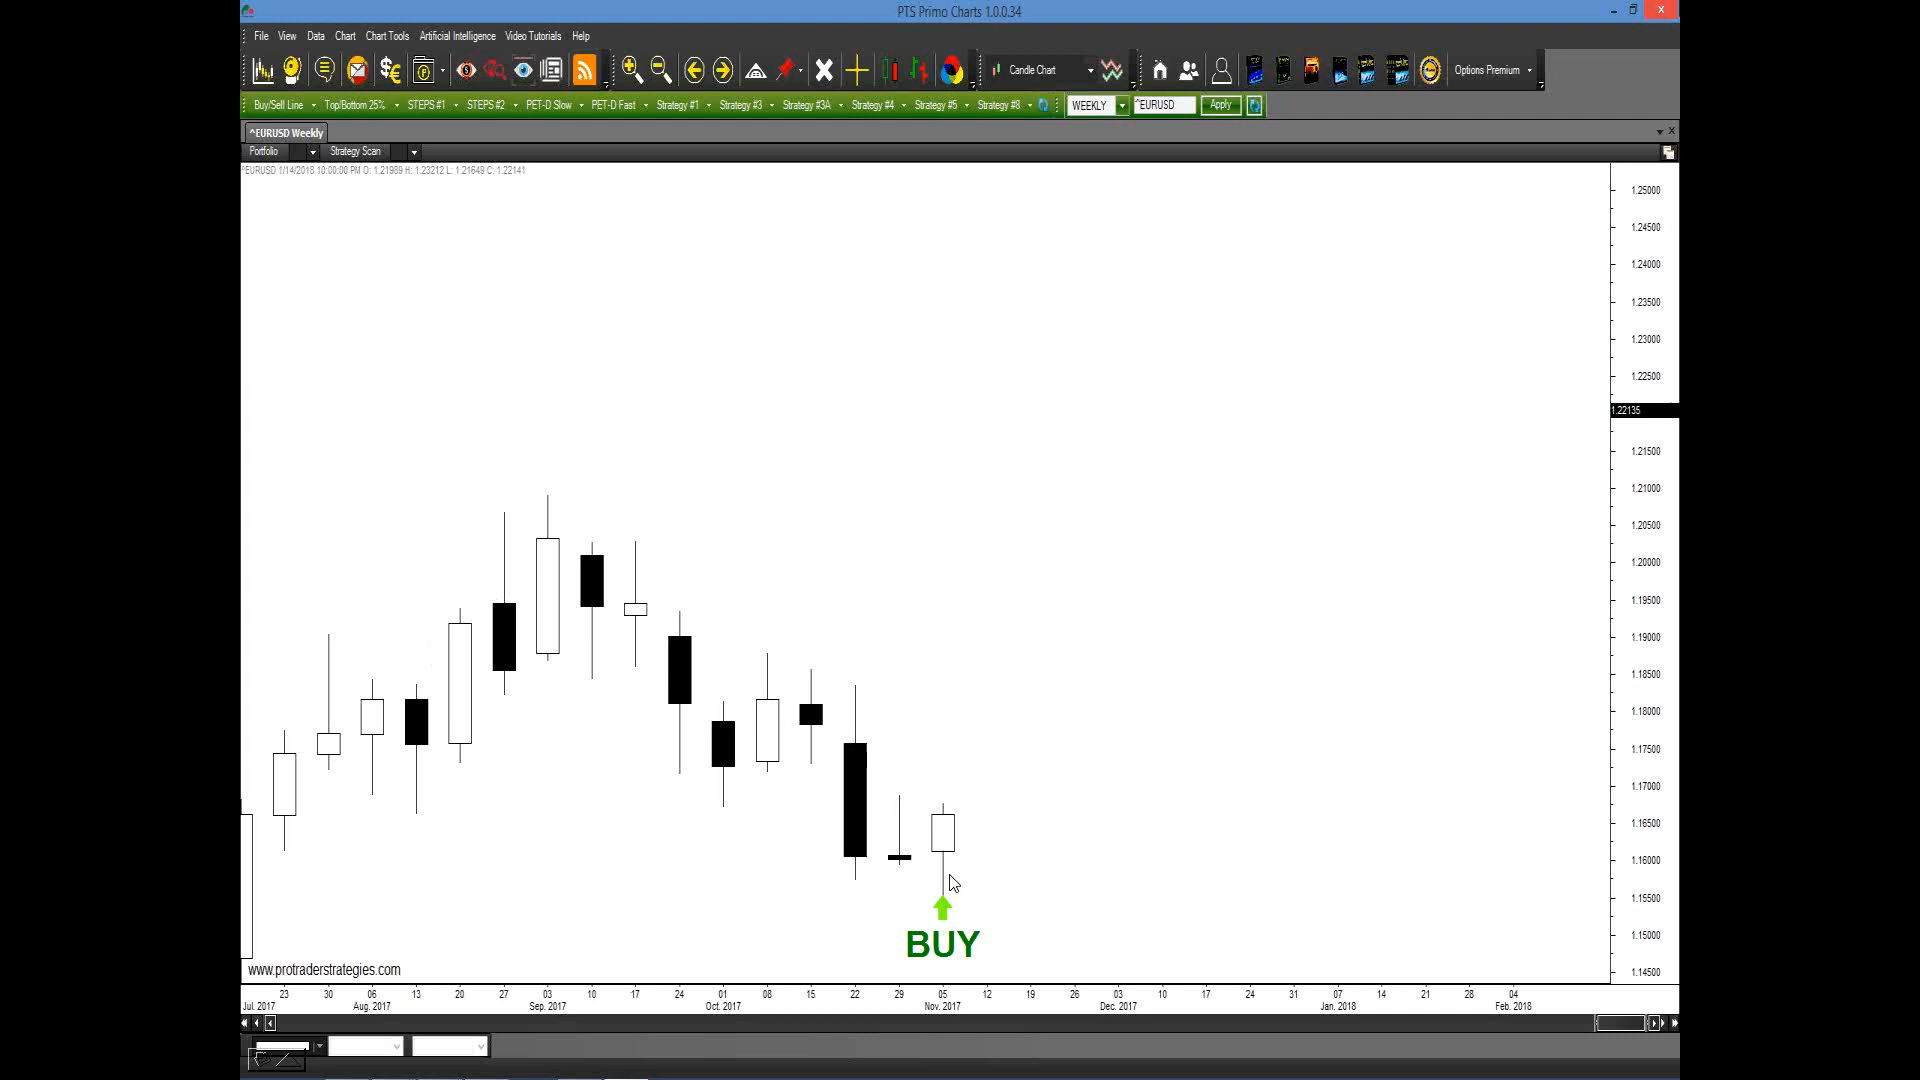 PTS Primo Charts 1.0.0.34
File View Data Chart Chart Tools Artificial Intelligence Video Tutorials Help
Candle Chart Options Premium
Buy/Sell Line Top/Bottom 25% STEPS #1 STEPS #2 PET-D Slow PET-D Fast Strategy #1 Strategy #3 Strategy #3A Strategy #4 Strategy #5 Strategy #8 WEEKLY ^EURUSD Apply
^EURUSD Weekly
Portfolio Strategy Scan
^EURUSD 1/14/2018 10:00:00 PM O: 1.21989 H: 1.23212 L: 1.21649 C: 1.22141
1.25000
1.24500
1.24000
1.23500
1.23000
1.22500
1.22135
1.21500
1.21000
1.20500
1.20000
1.19500
1.19000
1.18500
1.18000
1.17500
1.17000
1.16500
1.16000
1.15500
1.15000
1.14500
BUY
www.protraderstrategies.com
23 30 06 13 20 27 03 10 17 24 01 08 15 22 29 05 12 19 26 03 10 17 24 31 07 14 21 28 04
Jul. 2017 Aug. 2017 Sep. 2017 Oct. 2017 Nov. 2017 Dec. 2017 Jan. 2018 Feb. 2018